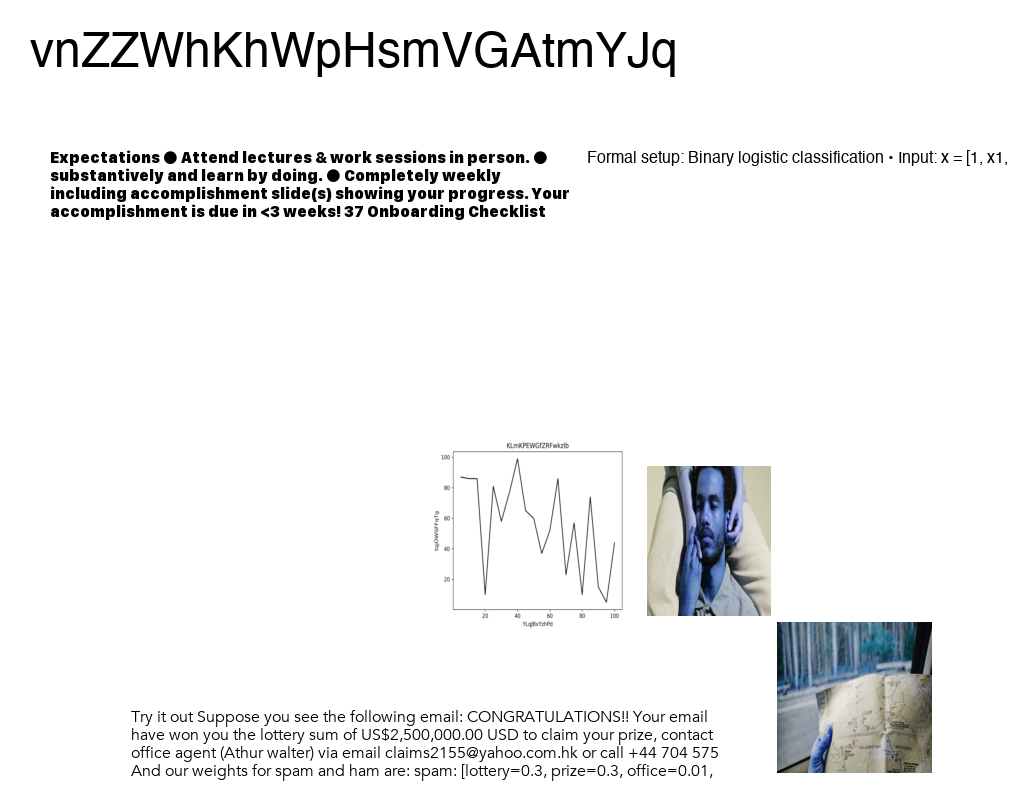 vnZZWhKhWpHsmVGAtmYJq
Expectations ● Attend lectures & work sessions in person. ●
substantively and learn by doing. ● Completely weekly
including accomplishment slide(s) showing your progress. Your
accomplishment is due in <3 weeks! 37 Onboarding Checklist
Formal setup: Binary logistic classification • Input: x = [1, x1,
KLmKPEWGfZRFwkzlb
100
80
60
40
20
20 40 60 80 100
YLqjBxYzhPd
Try it out Suppose you see the following email: CONGRATULATIONS!! Your email
have won you the lottery sum of US$2,500,000.00 USD to claim your prize, contact
office agent (Athur walter) via email claims2155@yahoo.com.hk or call +44 704 575
And our weights for spam and ham are: spam: [lottery=0.3, prize=0.3, office=0.01,